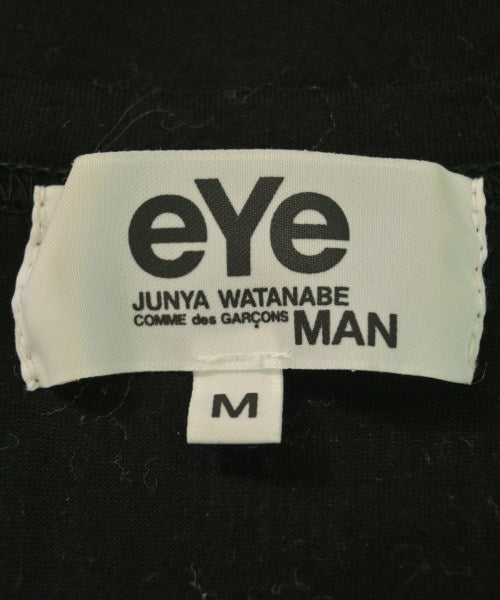 eYe
JUNYA WATANABE
COMME des GARÇONS MAN
M